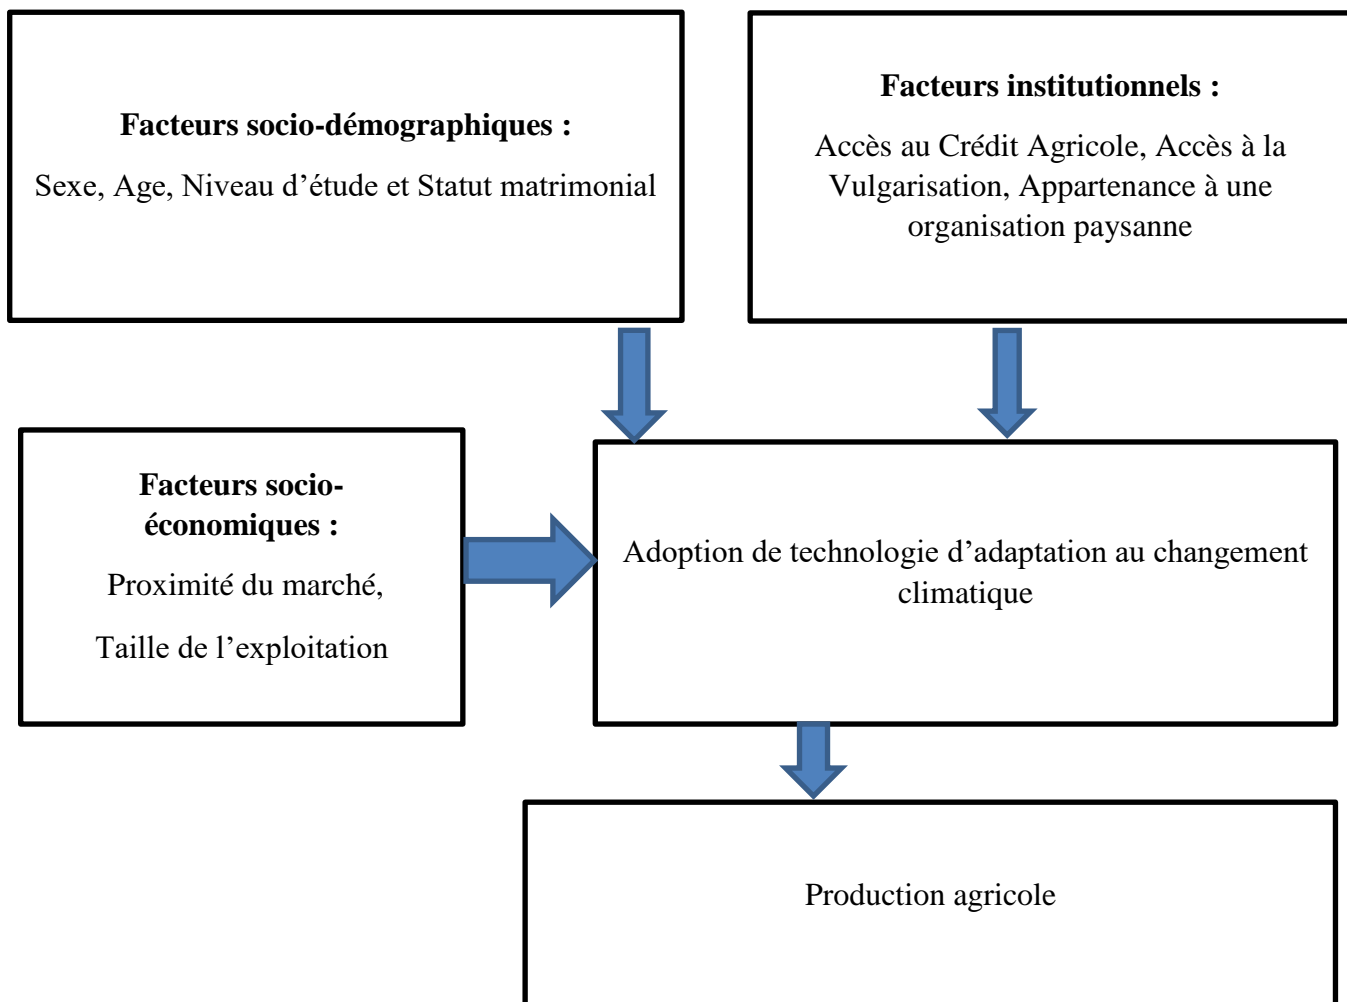 Facteurs socio-démographiques :
Sexe, Age, Niveau d’étude et Statut matrimonial
Facteurs institutionnels :
Accès au Crédit Agricole, Accès à la
Vulgarisation, Appartenance à une
organisation paysanne
Facteurs socio-
économiques :
Proximité du marché,
Taille de l’exploitation
Adoption de technologie d’adaptation au changement
climatique
Production agricole